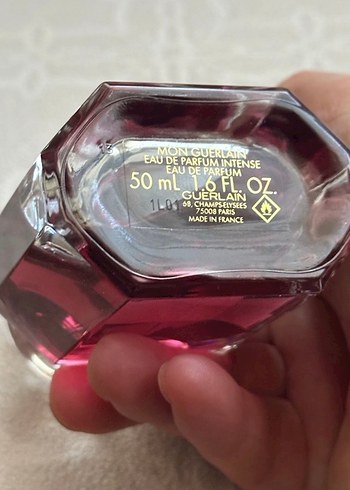 MON GUERLAIN
EAU DE PARFUM INTENSE
EAU DE PARFUM
50 mL 1.6 FL. OZ.
GUERLAIN
68, CHAMPS-ELYSEES
75008 PARIS
MADE IN FRANCE